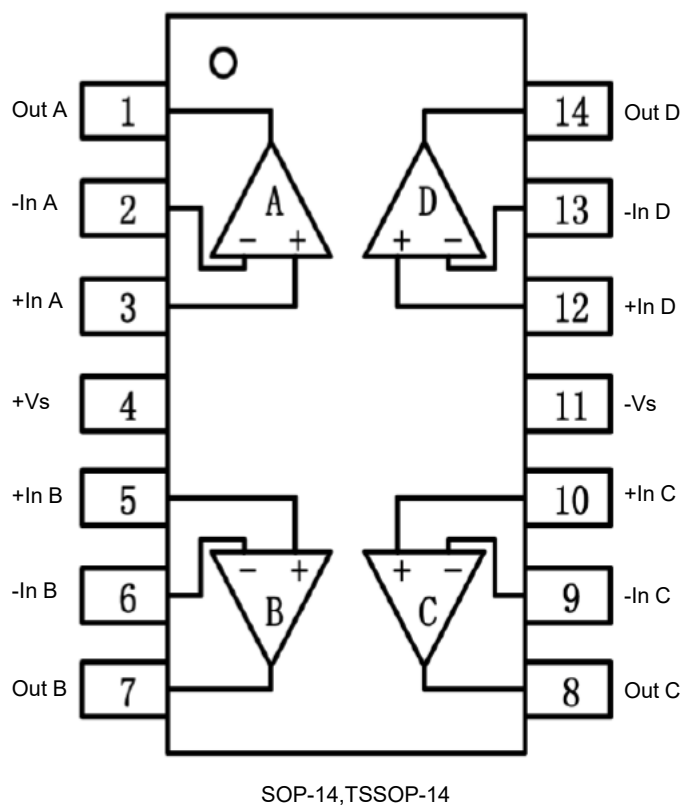 Out A 1 14 Out D
A D
-In A 2 13 -In D
- + + -
+In A 3 12 +In D
+Vs 4 11 -Vs
+In B 5 10 +In C
- + + -
-In B 6 9 -In C
B C
Out B 7 8 Out C
SOP-14,TSSOP-14